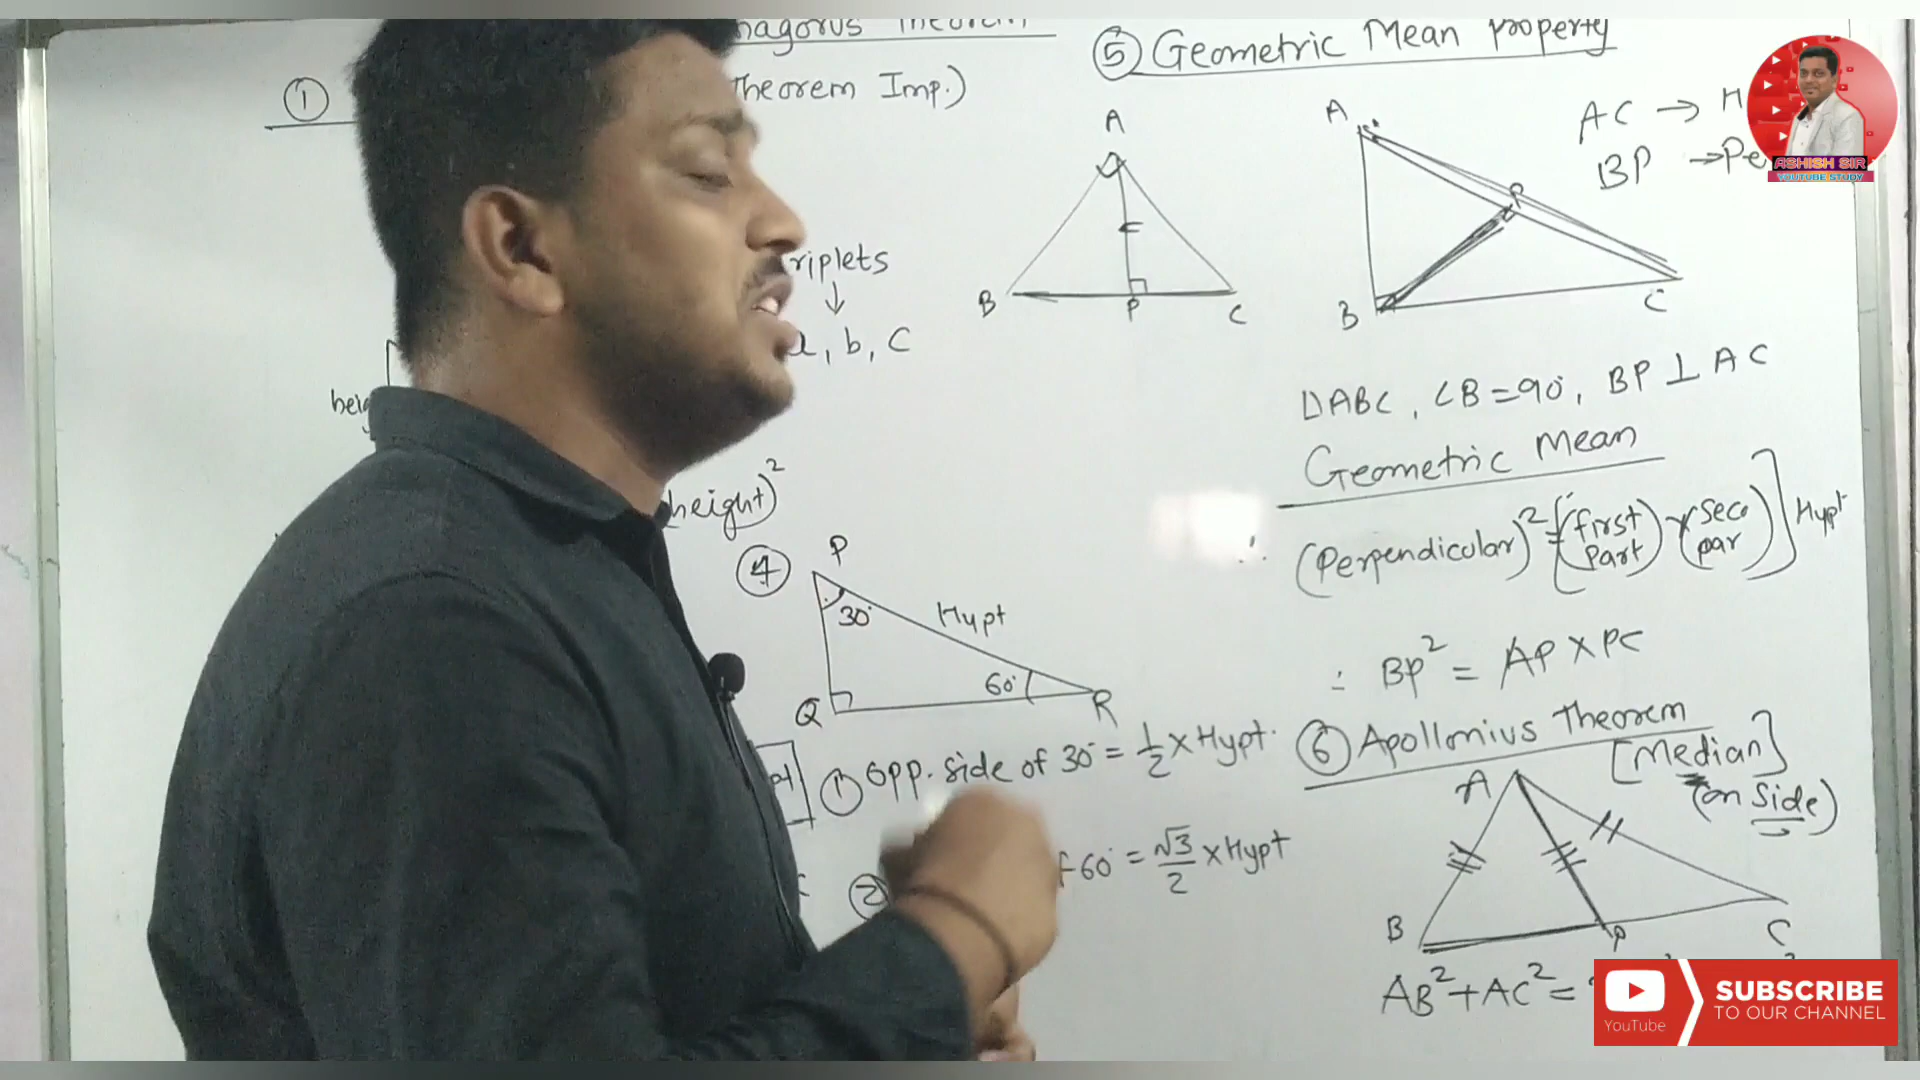 Theorem
①
Theorem Imp.)
riplets
↓
a, b, c
height)²
④
P
30°
Hypt
60°
Q
R
① Opp. side of 30° = 1/2 x Hypt.
②
f 60° = √3/2 x Hypt
⑤ Geometric Mean property
A
B
P
C
A
P
B
C
AC → H
BP → Pe
△ABC, ∠B = 90°, BP ⊥ AC
Geometric Mean
∴ (Perpendicular)² = [(first Part) x (Seco par)] Hypt
∴ BP² = AP x PC
⑥ Apollonius Theorem
[Median]
(on Side)
A
B
P
C
AB² + AC² =
ASHISH SIR
YOUTUBE STUDY
YouTube
SUBSCRIBE
TO OUR CHANNEL